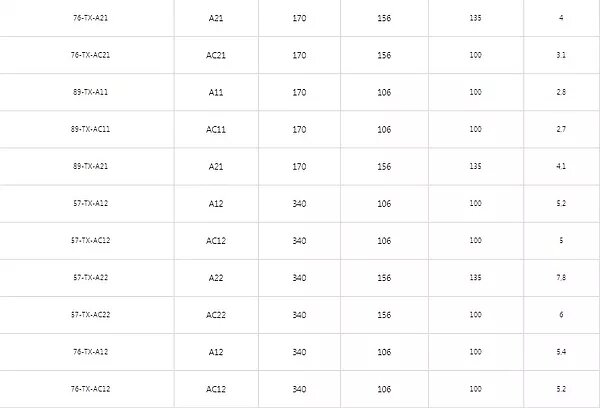 76-TX-A21 A21 170 156 135 4
76-TX-AC21 AC21 170 156 100 3.1
89-TX-A11 A11 170 106 100 2.8
89-TX-AC11 AC11 170 106 100 2.7
89-TX-A21 A21 170 156 135 4.1
57-TX-A12 A12 340 106 100 5.2
57-TX-AC12 AC12 340 106 100 5
57-TX-A22 A22 340 156 135 7.8
57-TX-AC22 AC22 340 156 100 6
76-TX-A12 A12 340 106 100 5.4
76-TX-AC12 AC12 340 106 100 5.2